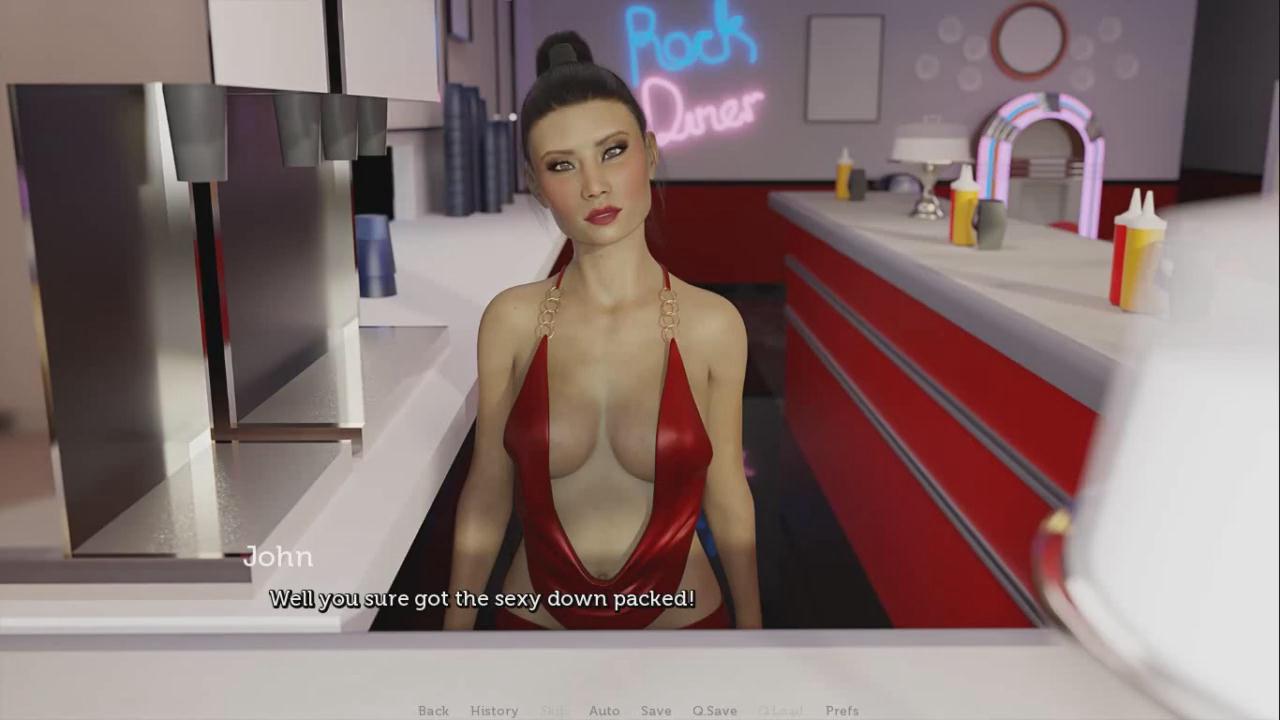 Rock
Diner
John
Well you sure got the sexy down packed!
Back History Skip Auto Save Q.Save Q.Load Prefs